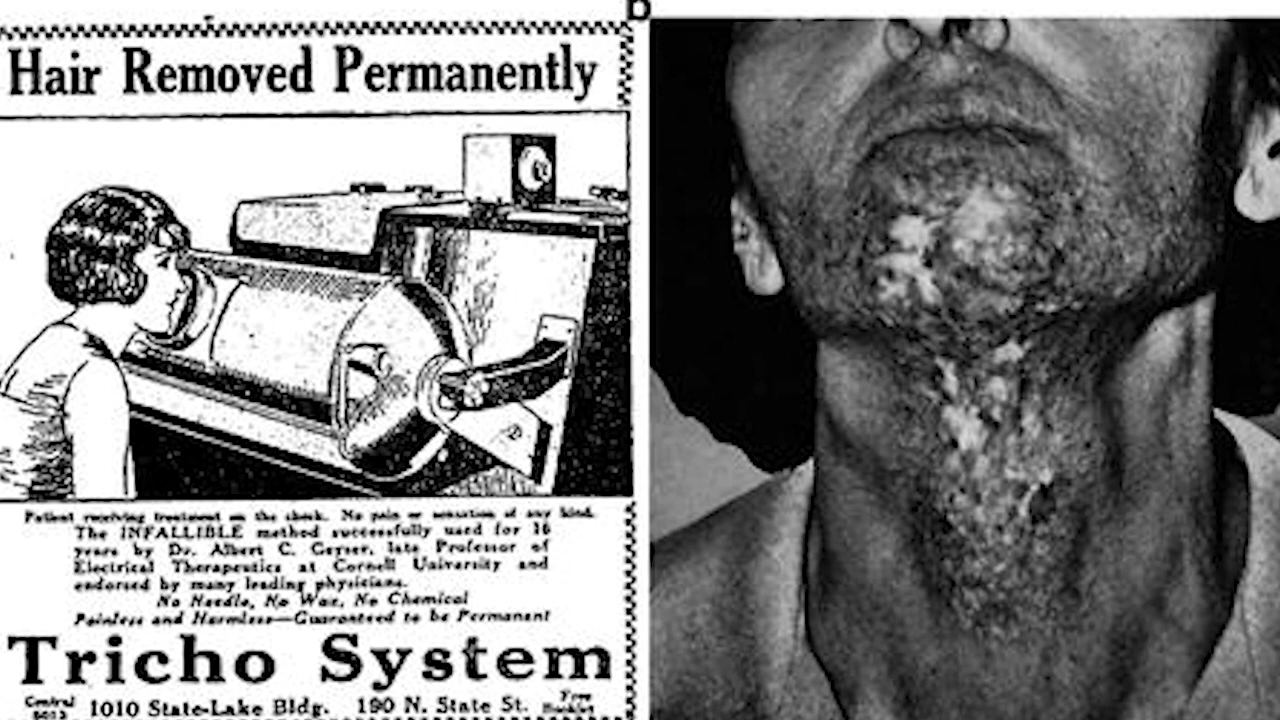 b
Hair Removed Permanently
Patient receiving treatment on the cheek. No pain or sensation of any kind.
The INFALLIBLE method successfully used for 16
years by Dr. Albert C. Geyser, late Professor of
Electrical Therapeutics at Cornell University and
endorsed by many leading physicians.
No Needle, No Wax, No Chemical
Painless and Harmless—Guaranteed to be Permanent
Tricho System
Central 1010 State-Lake Bldg. 190 N. State St. Free
Booklet